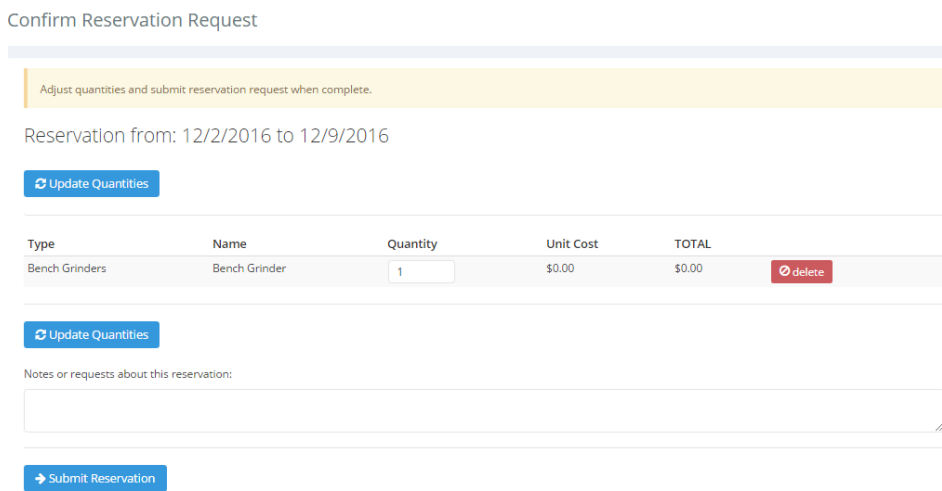 Confirm Reservation Request
Adjust quantities and submit reservation request when complete.
Reservation from: 12/2/2016 to 12/9/2016
Update Quantities
Type Name Quantity Unit Cost TOTAL
Bench Grinders Bench Grinder 1 $0.00 $0.00 delete
Update Quantities
Notes or requests about this reservation:
Submit Reservation